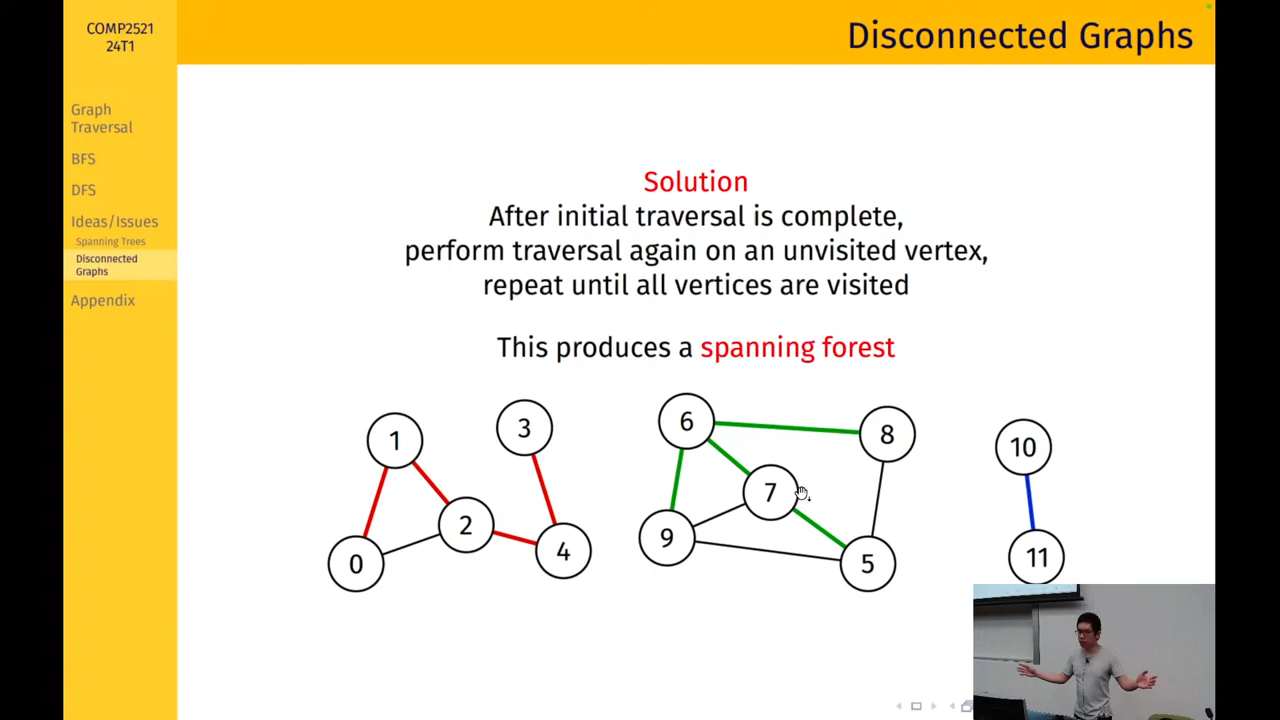 COMP2521
24T1
Disconnected Graphs
Graph
Traversal
BFS
DFS
Ideas/Issues
Spanning Trees
Disconnected
Graphs
Appendix
Solution
After initial traversal is complete,
perform traversal again on an unvisited vertex,
repeat until all vertices are visited
This produces a spanning forest
1
3
6
8
10
2
7
0
4
9
5
11